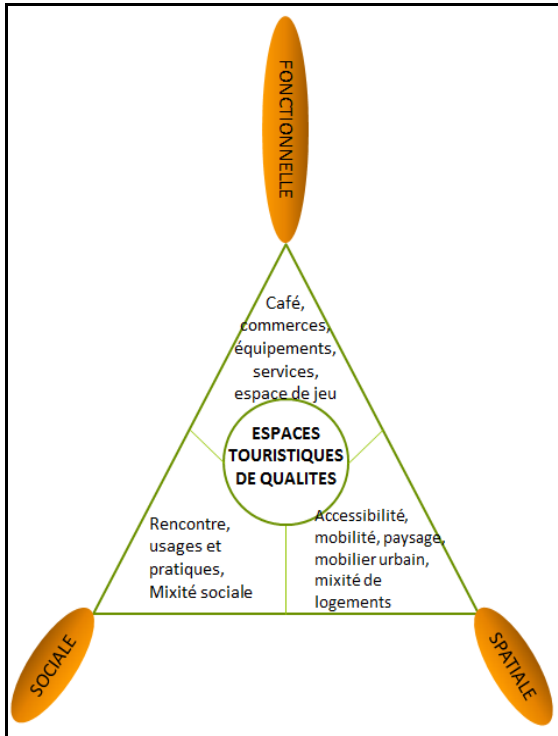 FONCTIONNELLE
Café,
commerces,
équipements,
services,
espace de jeu
ESPACES
TOURISTIQUES
DE QUALITES
Rencontre,
usages et
pratiques,
Mixité sociale
Accessibilité,
mobilité, paysage,
mobilier urbain,
mixité de
logements
SOCIALE
SPATIALE